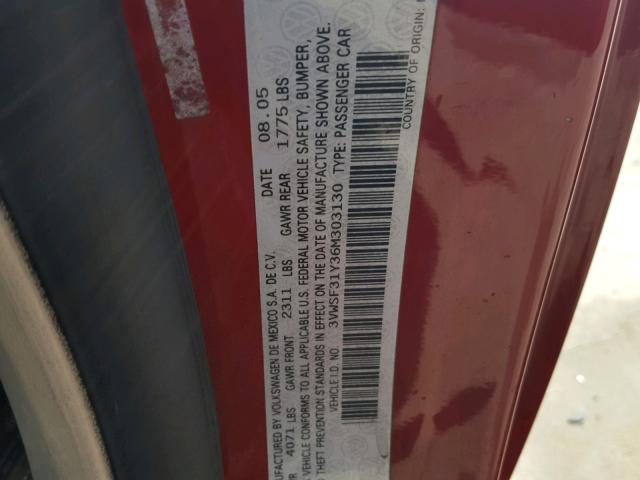 UFACTURED BY VOLKSWAGEN DE MEXICO S.A. DE C.V. DATE 08.05
R 4071 LBS GAWR FRONT 2311 LBS GAWR REAR 1775 LBS
VEHICLE CONFORMS TO ALL APPLICABLE U.S. FEDERAL MOTOR VEHICLE SAFETY, BUMPER,
THEFT PREVENTION STANDARDS IN EFFECT ON THE DATE OF MANUFACTURE SHOWN ABOVE.
VEHICLE I.D. NO. 3VWSF31Y36M303130 TYPE: PASSENGER CAR
COUNTRY OF ORIGIN: